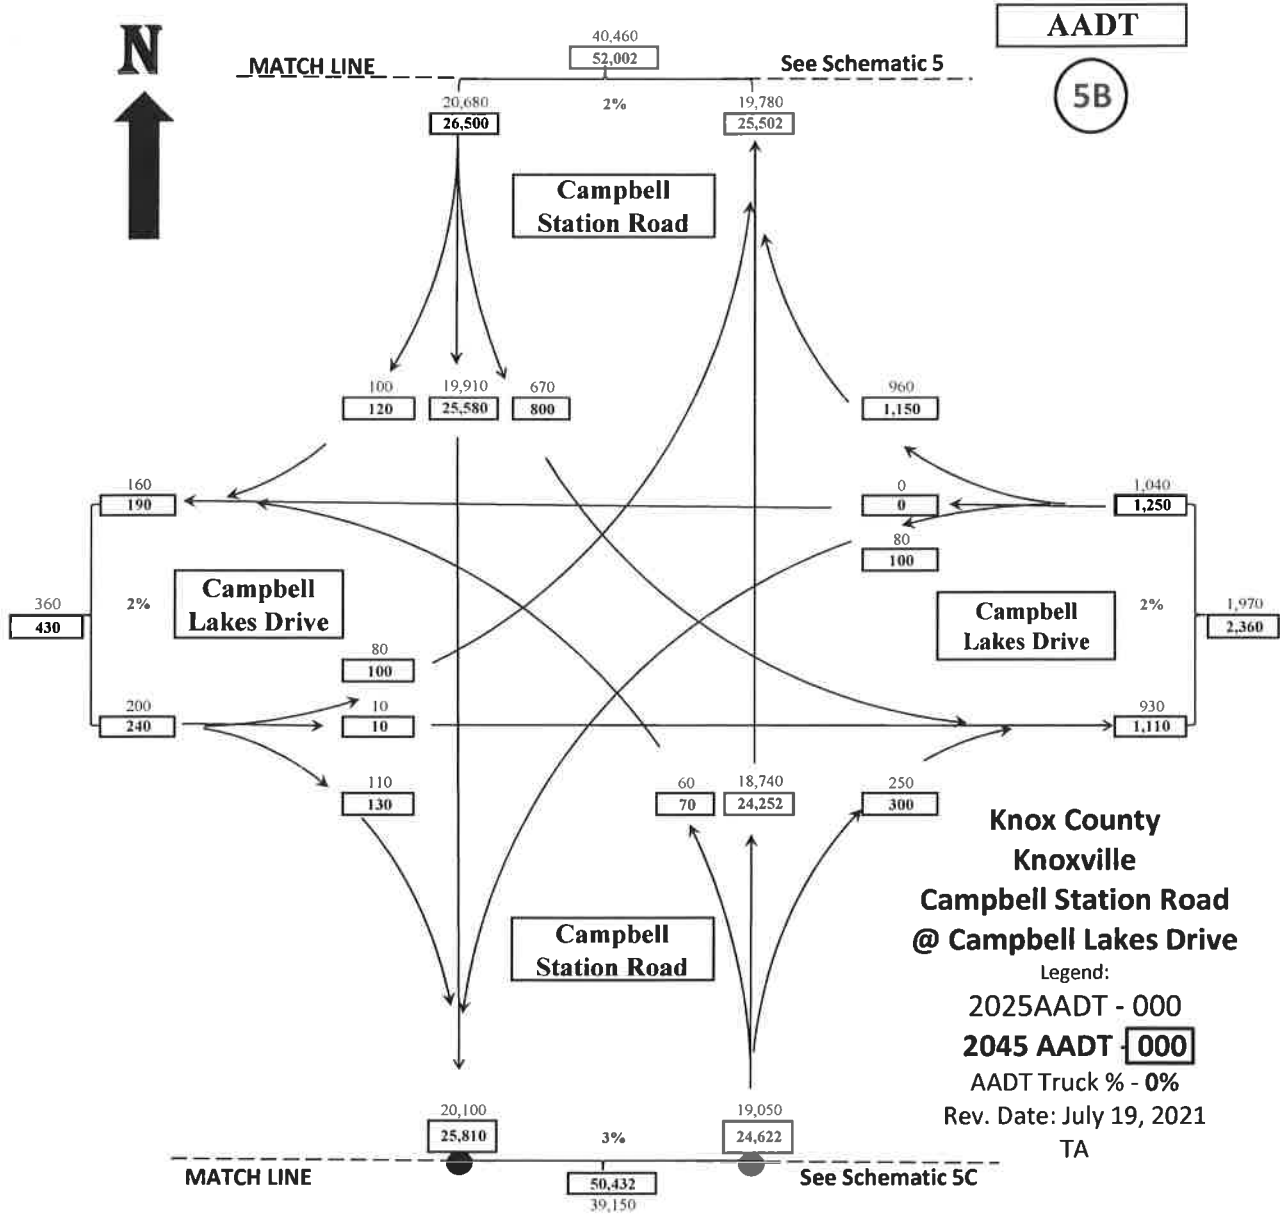 N
AADT
5B
40,460
52,002
MATCH LINE
See Schematic 5
20,680
26,500
2%
19,780
25,502
Campbell
Station Road
100
120
19,910
25,580
670
800
960
1,150
160
190
0
0
1,040
1,250
80
100
360
430
2%
Campbell
Lakes Drive
Campbell
Lakes Drive
2%
1,970
2,360
80
100
200
240
10
10
930
1,110
110
130
60
70
18,740
24,252
250
300
Knox County
Knoxville
Campbell Station Road
@ Campbell Lakes Drive
Legend:
2025AADT - 000
2045 AADT - 000
AADT Truck % - 0%
Rev. Date: July 19, 2021
TA
Campbell
Station Road
20,100
25,810
3%
19,050
24,622
MATCH LINE
50,432
39,150
See Schematic 5C